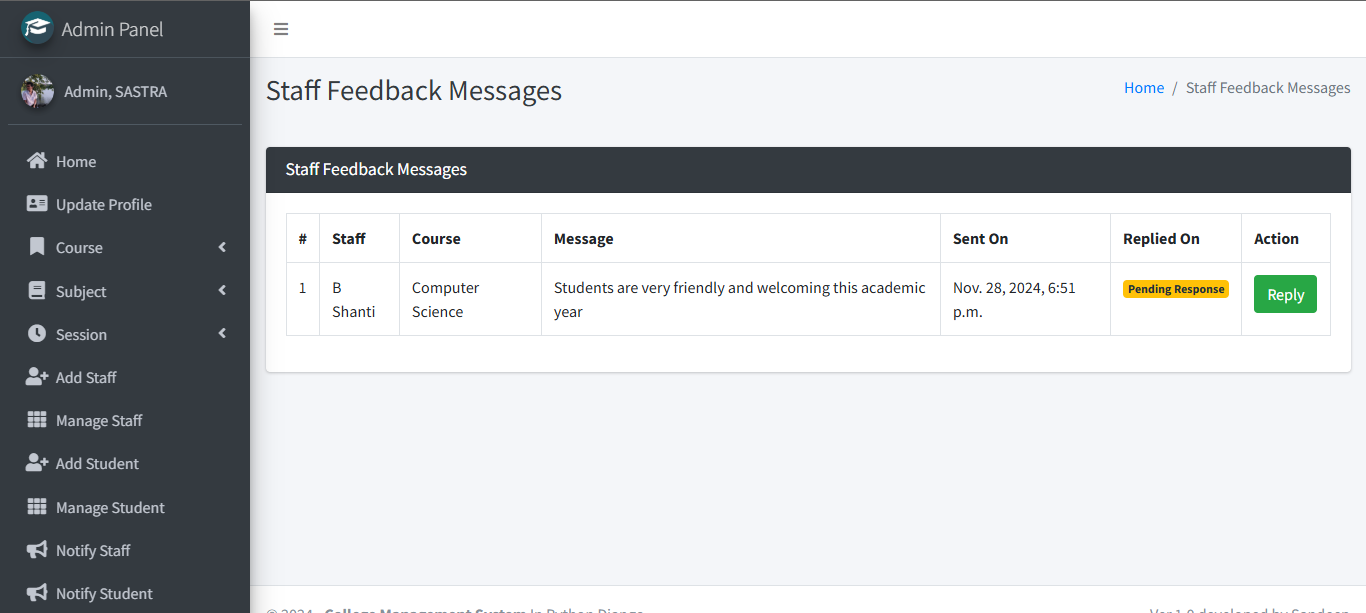 Admin Panel
Admin, SASTRA
Home
Update Profile
Course
Subject
Session
Add Staff
Manage Staff
Add Student
Manage Student
Notify Staff
Notify Student
Staff Feedback Messages
Home / Staff Feedback Messages
Staff Feedback Messages
# Staff Course Message Sent On Replied On Action
1 B Computer Students are very friendly and welcoming this academic Nov. 28, 2024, 6:51 Pending Response Reply
Shanti Science year p.m.
© 2024 College Management System In Python Django
Ver 1.8 developed by Sandeep